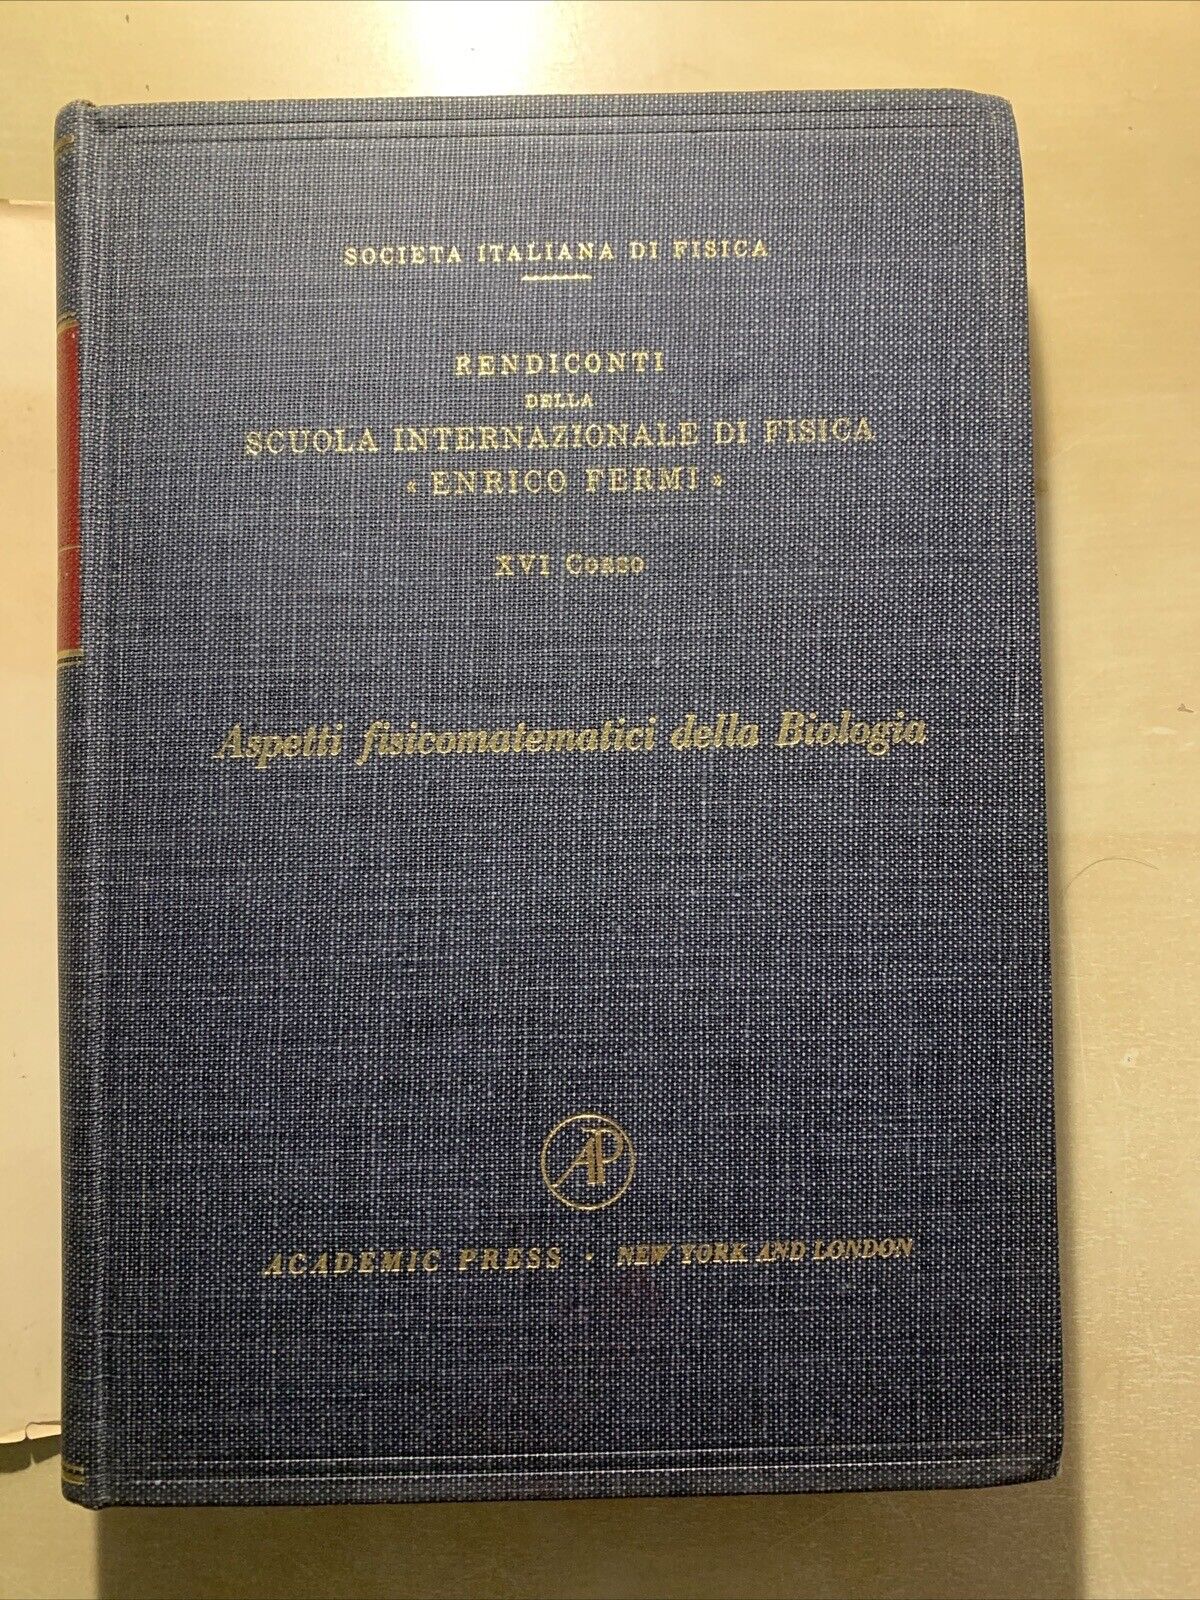 SOCIETA ITALIANA DI FISICA
RENDICONTI
DELLA
SCUOLA INTERNAZIONALE DI FISICA
« ENRICO FERMI »
XVI Corso
Aspetti fisicomatematici della Biologia
AP
ACADEMIC PRESS · NEW YORK AND LONDON